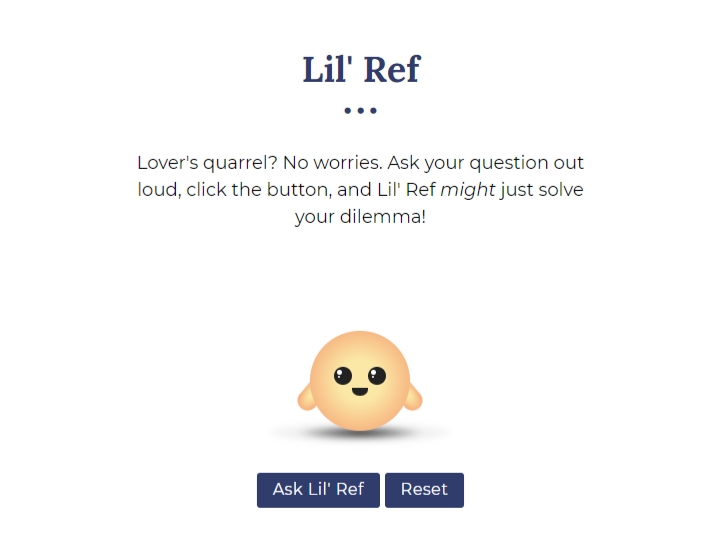 Lil' Ref
Lover's quarrel? No worries. Ask your question out
loud, click the button, and Lil' Ref might just solve
your dilemma!
Ask Lil' Ref
Reset